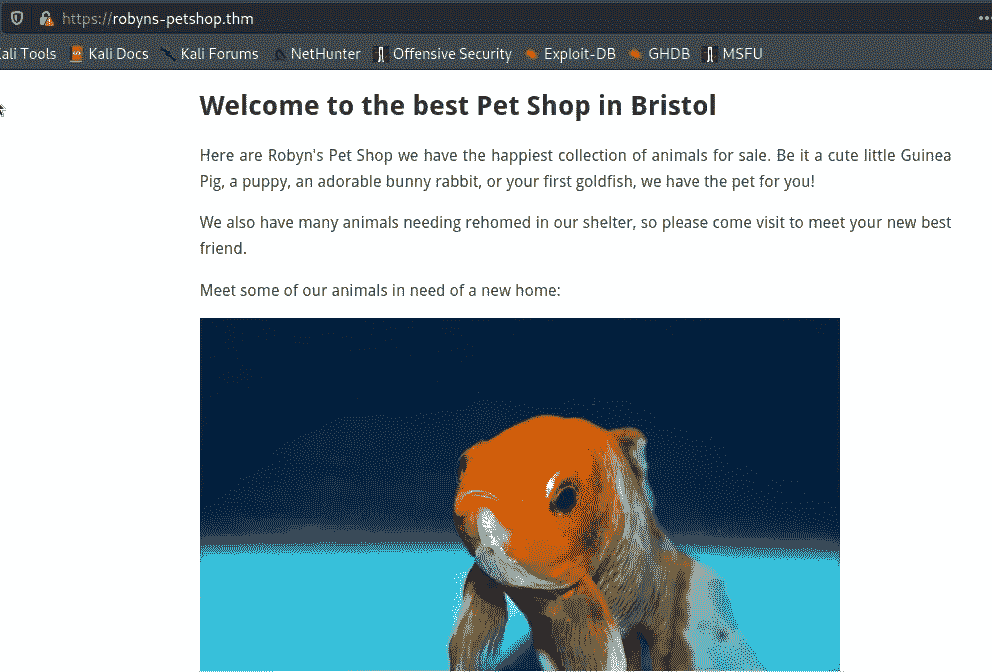 https://robyns-petshop.thm
Kali Tools Kali Docs Kali Forums NetHunter Offensive Security Exploit-DB GHDB MSFU
Welcome to the best Pet Shop in Bristol
Here are Robyn's Pet Shop we have the happiest collection of animals for sale. Be it a cute little Guinea
Pig, a puppy, an adorable bunny rabbit, or your first goldfish, we have the pet for you!
We also have many animals needing rehomed in our shelter, so please come visit to meet your new best
friend.
Meet some of our animals in need of a new home: